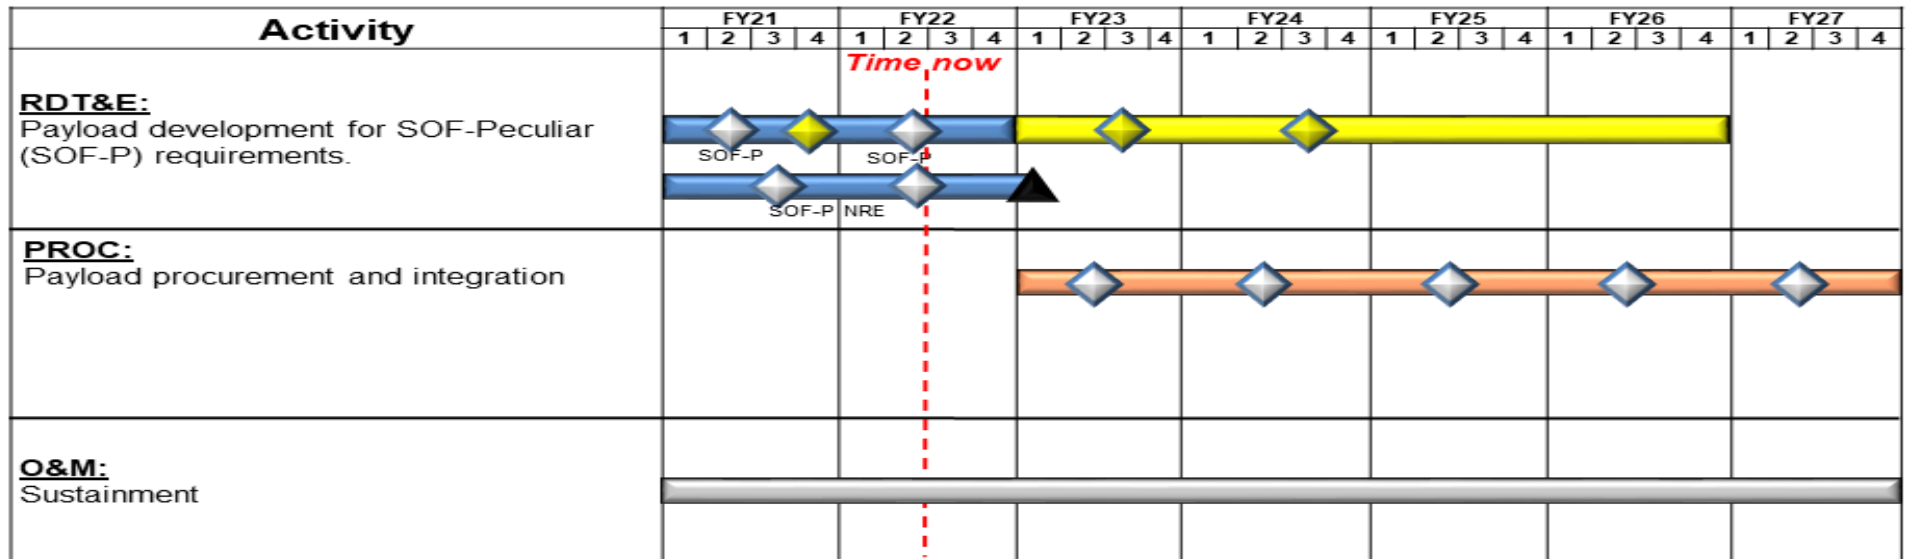 Activity
FY21 FY22 FY23 FY24 FY25 FY26 FY27
1 2 3 4 1 2 3 4 1 2 3 4 1 2 3 4 1 2 3 4 1 2 3 4 1 2 3 4
Time now
RDT&E:
Payload development for SOF-Peculiar
(SOF-P) requirements.
SOF-P SOF-P
SOF-P NRE
PROC:
Payload procurement and integration
O&M:
Sustainment